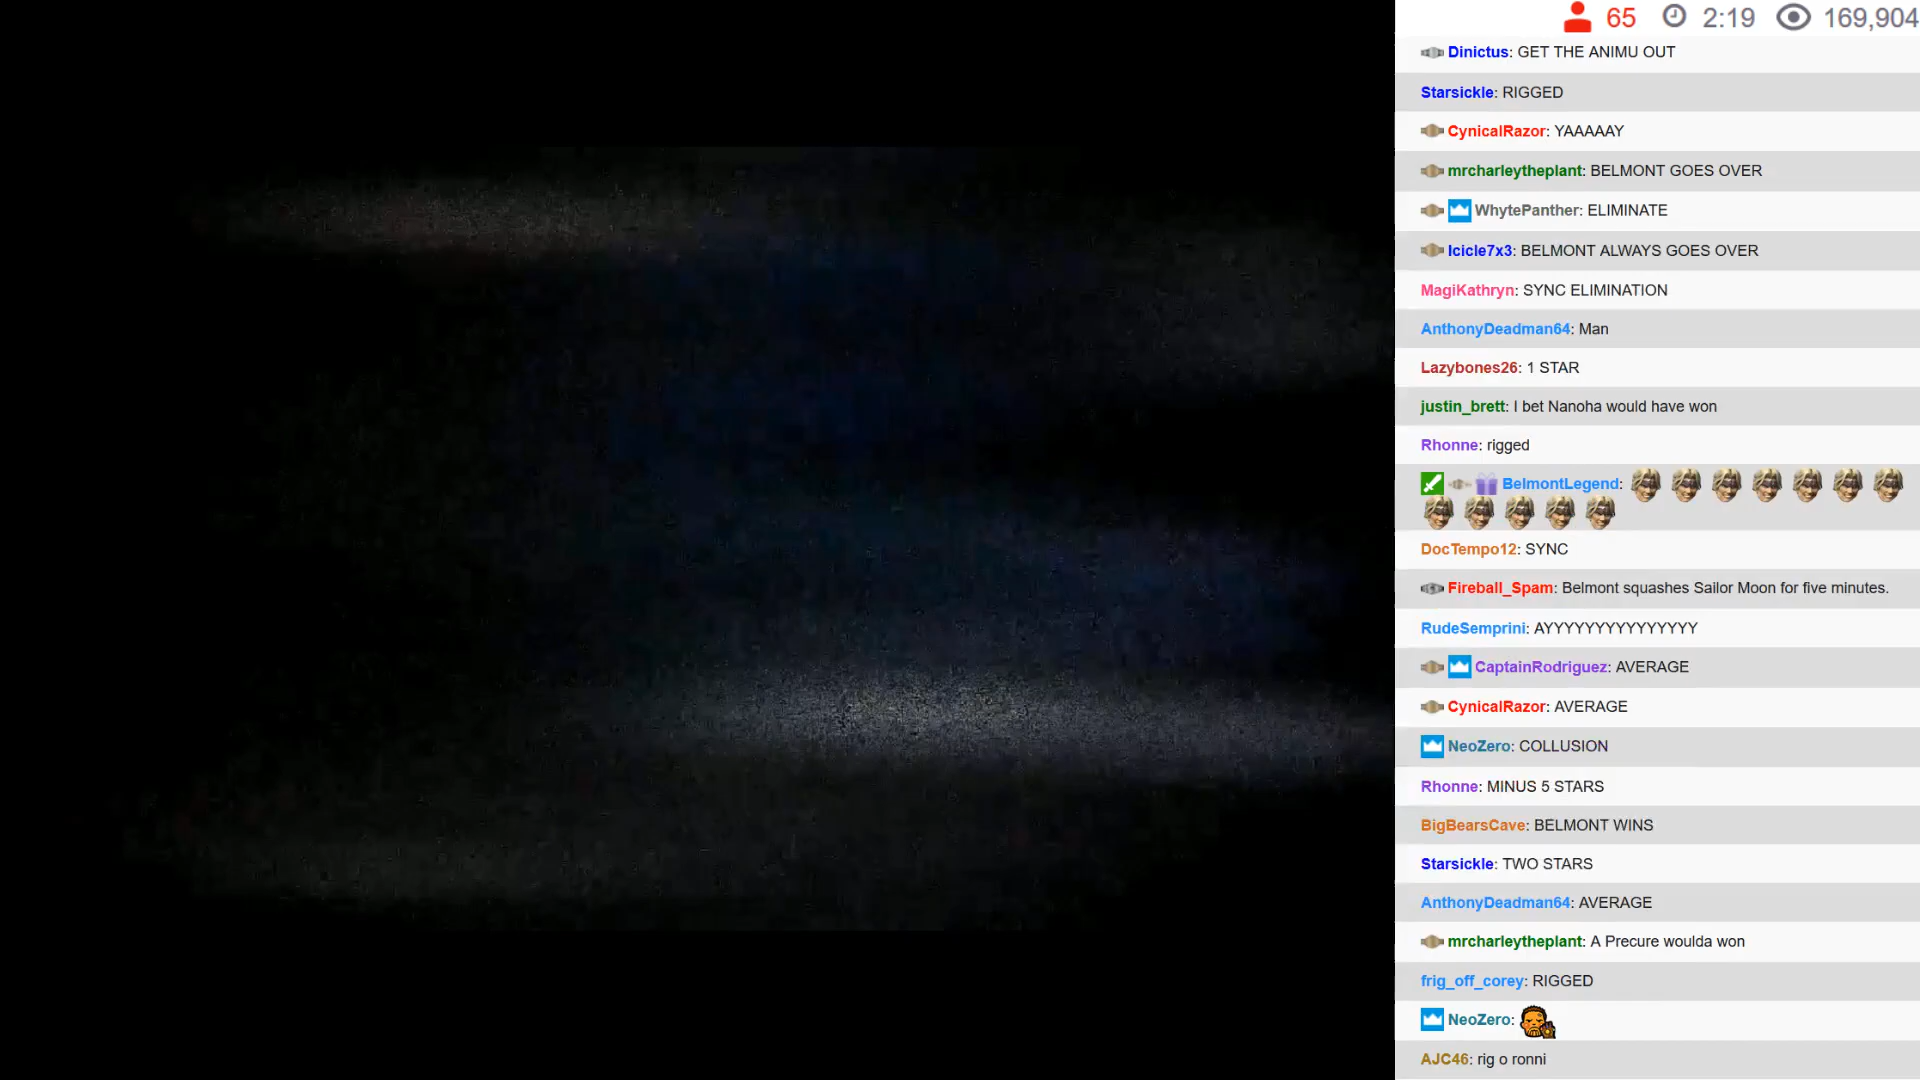 65 2:19 169,904
Dinictus: GET THE ANIMU OUT
Starsickle: RIGGED
CynicalRazor: YAAAAAY
mrcharleytheplant: BELMONT GOES OVER
WhytePanther: ELIMINATE
Icicle7x3: BELMONT ALWAYS GOES OVER
MagiKathryn: SYNC ELIMINATION
AnthonyDeadman64: Man
Lazybones26: 1 STAR
justin_brett: I bet Nanoha would have won
Rhonne: rigged
BelmontLegend:
DocTempo12: SYNC
Fireball_Spam: Belmont squashes Sailor Moon for five minutes.
RudeSemprini: AYYYYYYYYYYYYYYY
CaptainRodriguez: AVERAGE
CynicalRazor: AVERAGE
NeoZero: COLLUSION
Rhonne: MINUS 5 STARS
BigBearsCave: BELMONT WINS
Starsickle: TWO STARS
AnthonyDeadman64: AVERAGE
mrcharleytheplant: A Precure woulda won
frig_off_corey: RIGGED
NeoZero:
AJC46: rig o ronni